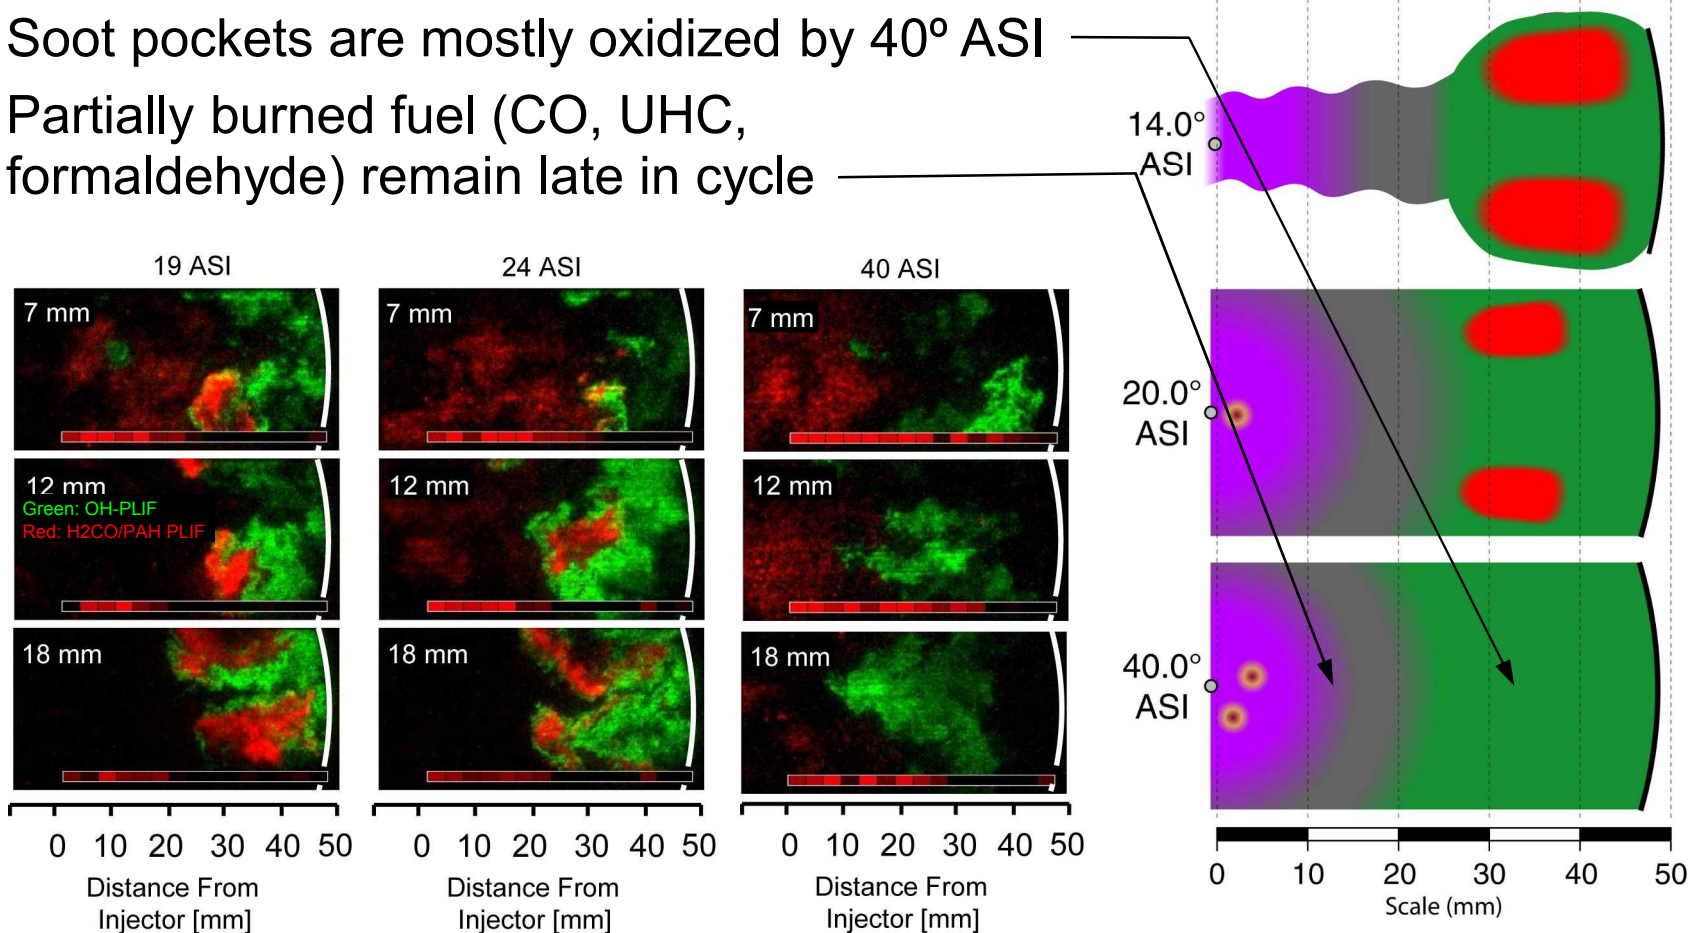 Soot pockets are mostly oxidized by 40º ASI
Partially burned fuel (CO, UHC,
formaldehyde) remain late in cycle
19 ASI
24 ASI
40 ASI
7 mm
7 mm
7 mm
12 mm
Green: OH-PLIF
Red: H2CO/PAH PLIF
12 mm
12 mm
18 mm
18 mm
18 mm
0 10 20 30 40 50
Distance From
Injector [mm]
0 10 20 30 40 50
Distance From
Injector [mm]
0 10 20 30 40 50
Distance From
Injector [mm]
14.0°
ASI
20.0°
ASI
40.0°
ASI
0 10 20 30 40 50
Scale (mm)